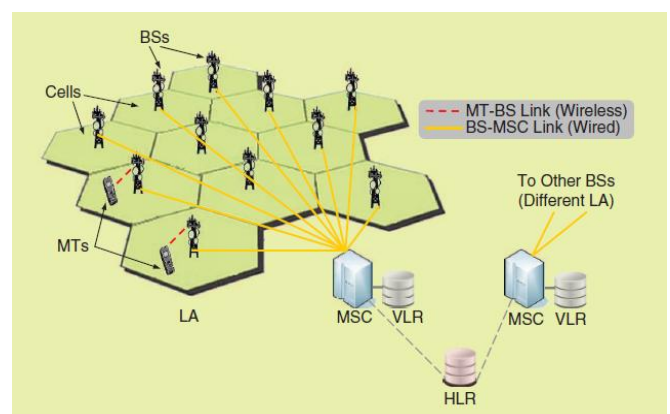 BSs
Cells
MT-BS Link (Wireless)
BS-MSC Link (Wired)
To Other BSs
(Different LA)
MTs
LA
MSC
VLR
MSC
VLR
HLR